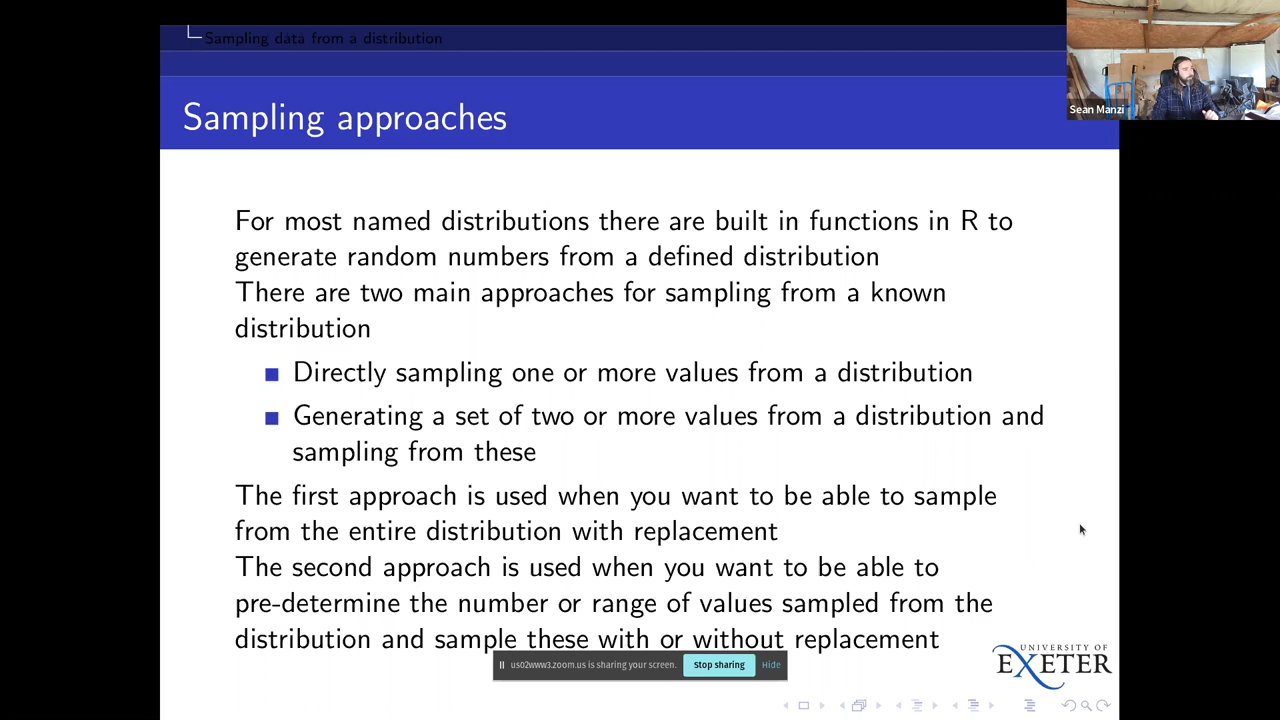 Sampling data from a distribution
Sean Manzi
Sampling approaches
For most named distributions there are built in functions in R to
generate random numbers from a defined distribution
There are two main approaches for sampling from a known
distribution
Directly sampling one or more values from a distribution
Generating a set of two or more values from a distribution and
sampling from these
The first approach is used when you want to be able to sample
from the entire distribution with replacement
The second approach is used when you want to be able to
pre-determine the number or range of values sampled from the
distribution and sample these with or without replacement
us02www3.zoom.us is sharing your screen.
Stop sharing
Hide
UNIVERSITY OF
EXETER